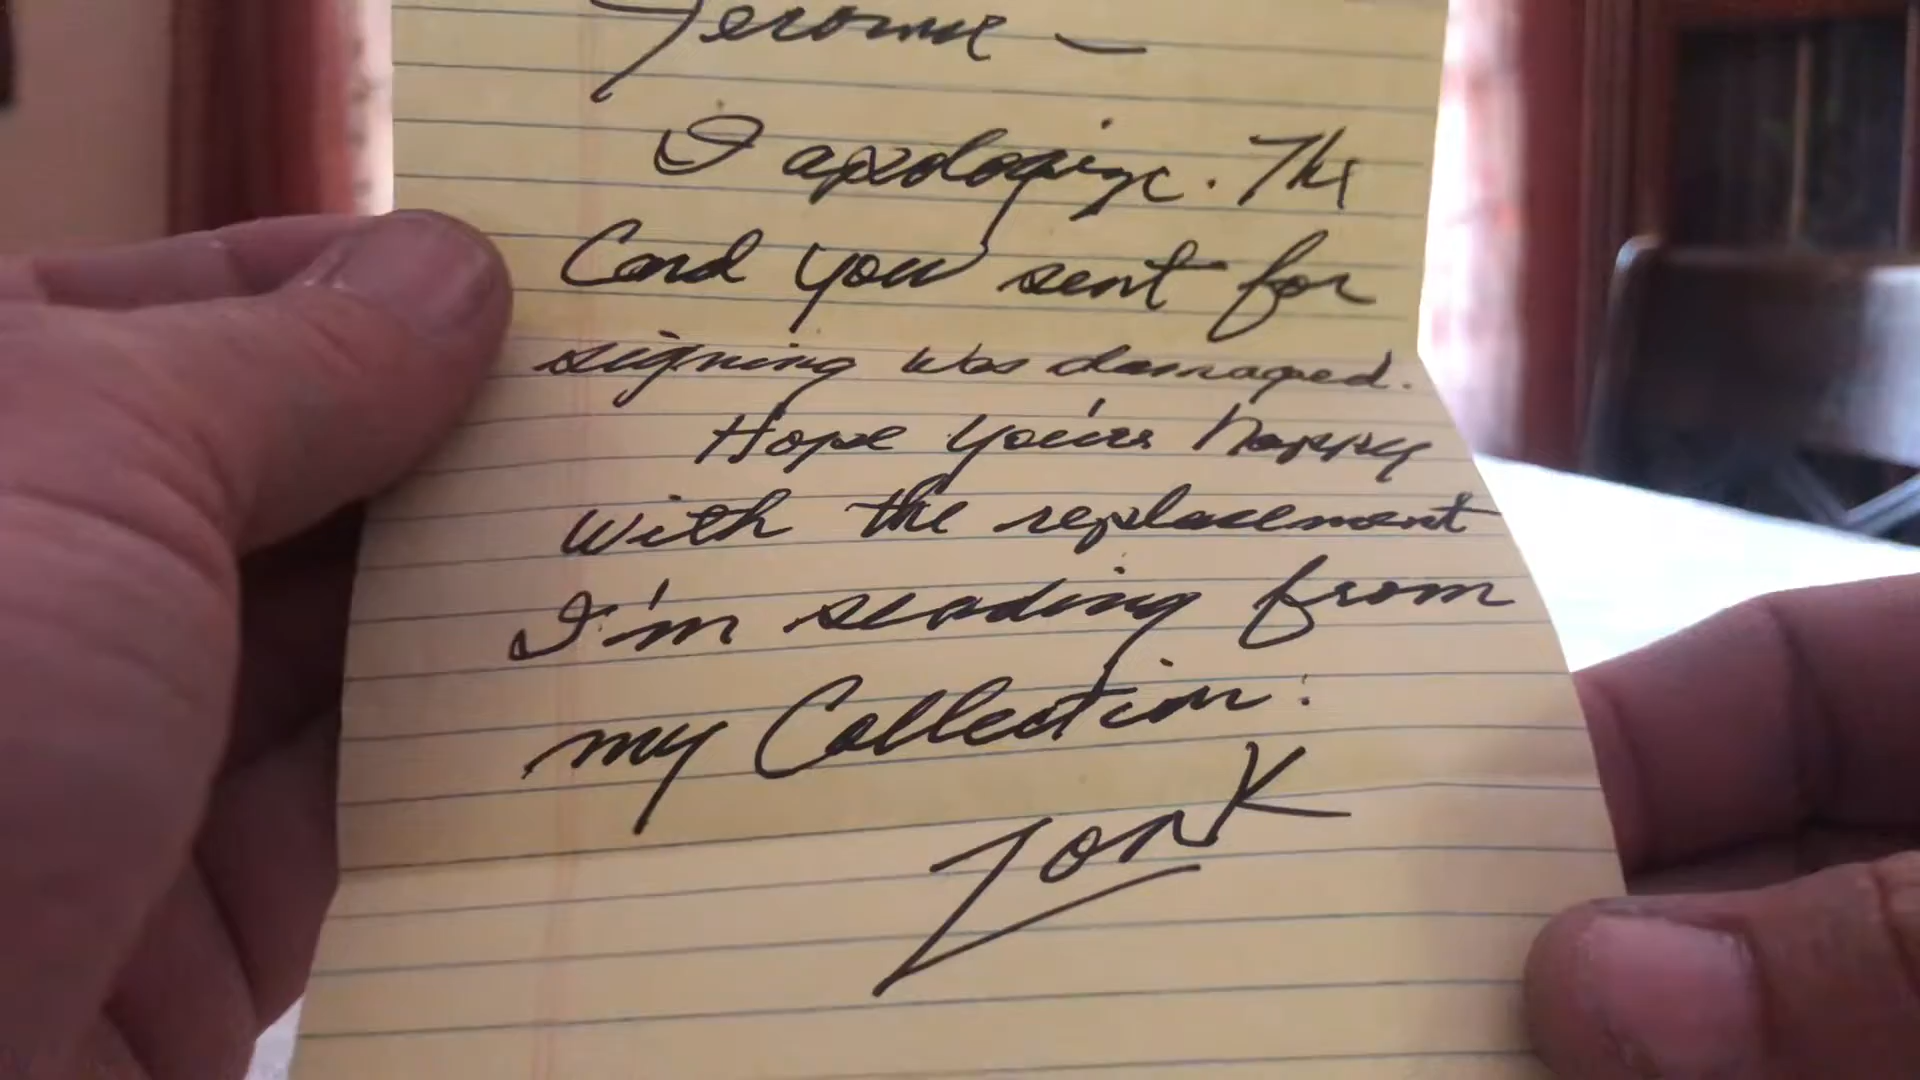 Jerome —
I apologize. The
Card you sent for
signing was damaged.
Hope you're happy
with the replacement
I'm sending from
my Collection:
Zonk